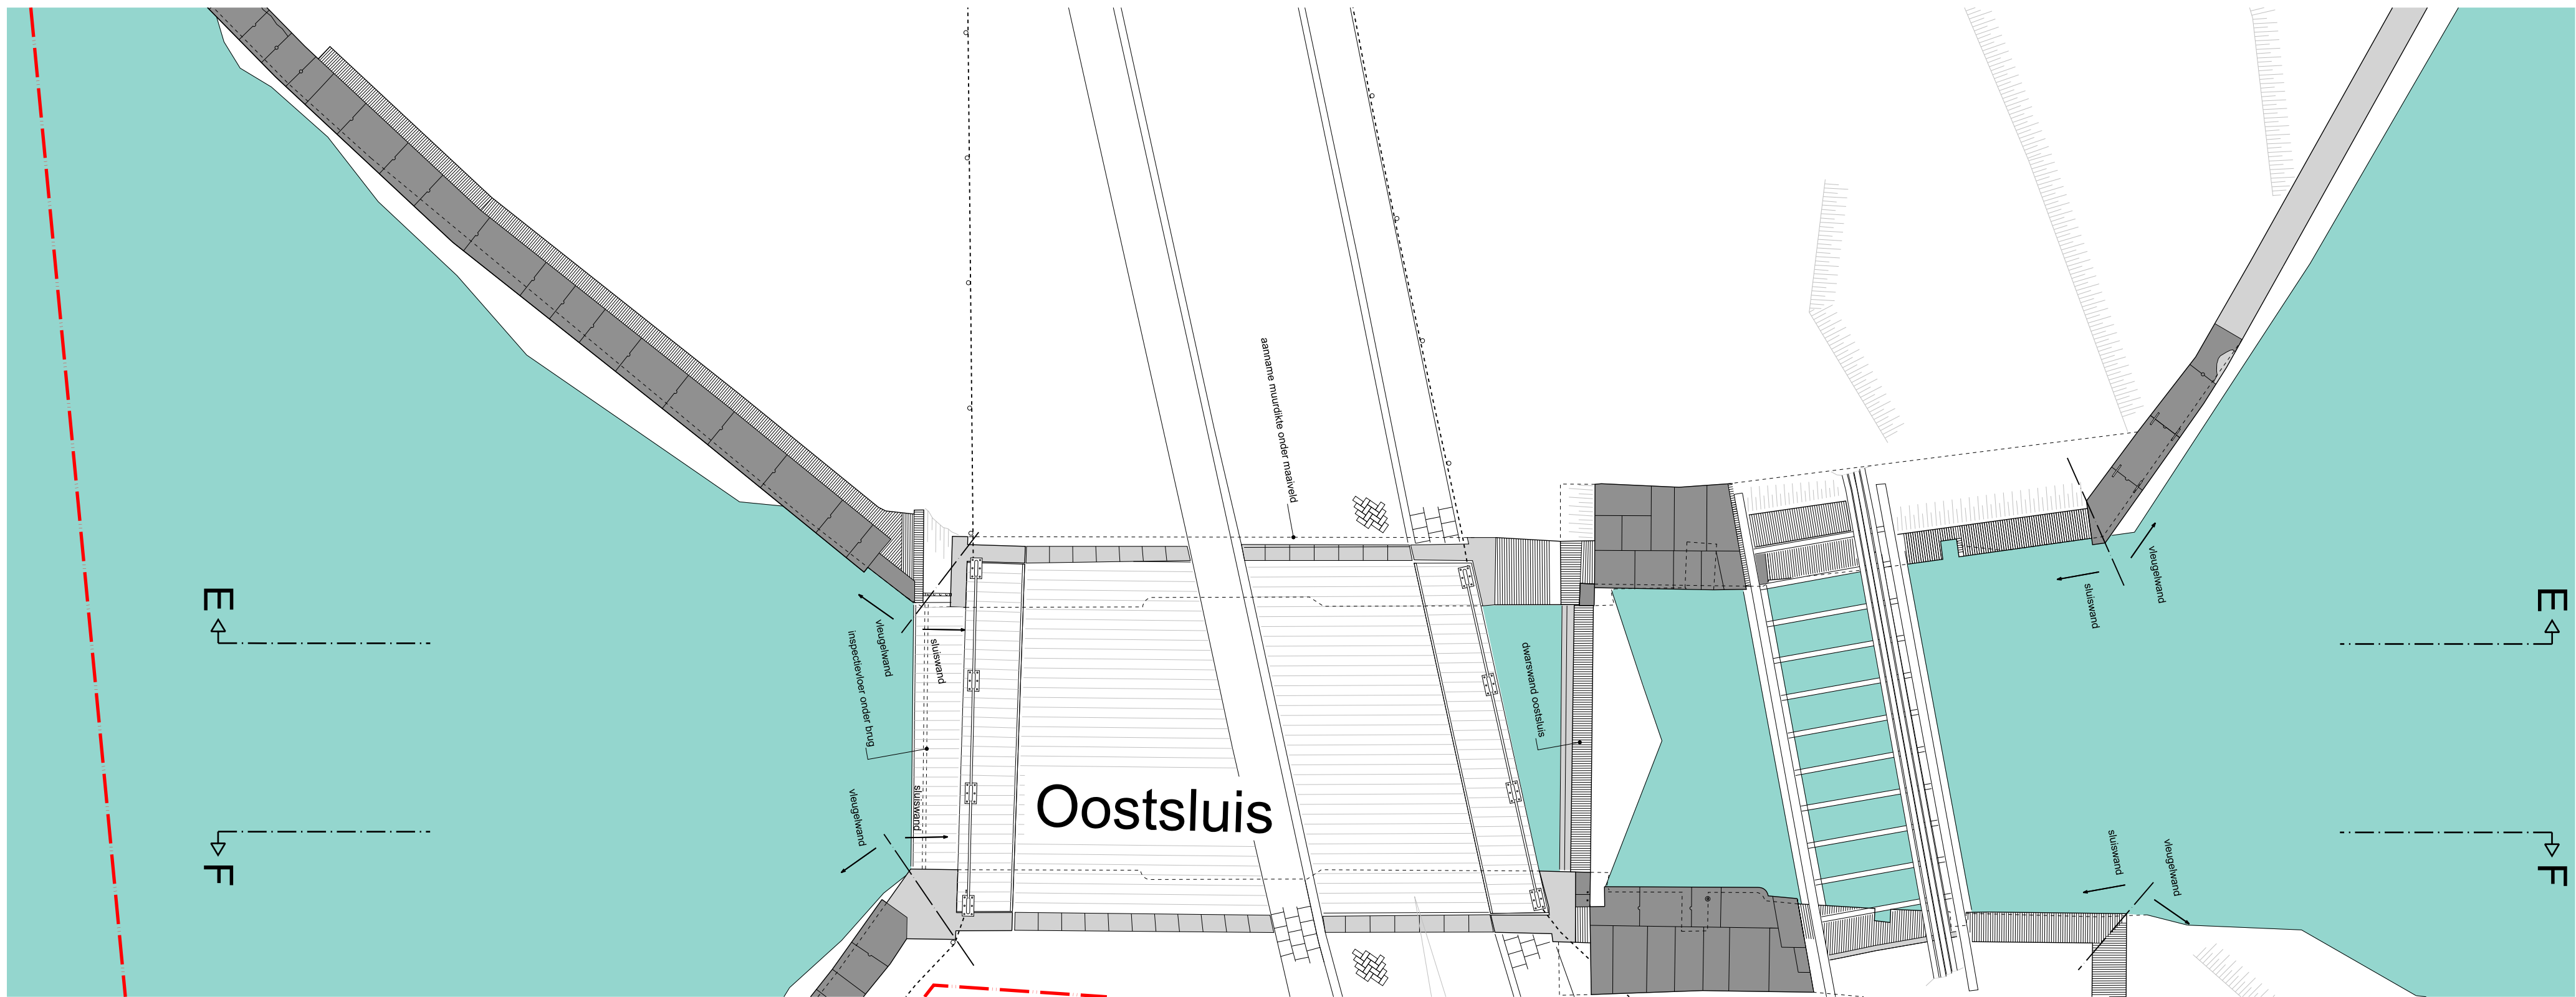 aanname muurdikte onder maaiveld
E
E
vleugelwand
sluiswand
vleugelwand
sluiswand
inspectievloer onder brug
dwarswand oostsluis
Oostsluis
sluiswand
vleugelwand
sluiswand
vleugelwand
F
F